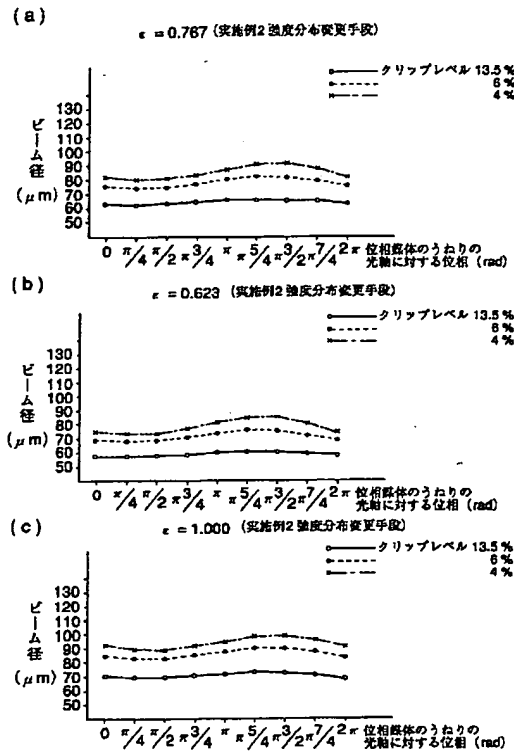 (a)
ε = 0.767 (実施例2 強度分布変更手段)
クリップレベル 13.5 %
6 %
4 %
ビーム径
(μm)
130
120
110
100
90
80
70
60
50
0 π/4 π/2 π3/4 π π5/4 π3/2 π7/4 2π
位相媒体のうねりの
光軸に対する位相 (rad)
(b)
ε = 0.623 (実施例2 強度分布変更手段)
クリップレベル 13.5 %
6 %
4 %
ビーム径
(μm)
130
120
110
100
90
80
70
60
50
0 π/4 π/2 π3/4 π π5/4 π3/2 π7/4 2π
位相媒体のうねりの
光軸に対する位相 (rad)
(c)
ε = 1.000 (実施例2 強度分布変更手段)
クリップレベル 13.5 %
6 %
4 %
ビーム径
(μm)
130
120
110
100
90
80
70
60
50
0 π/4 π/2 π3/4 π π5/4 π3/2 π7/4 2π
位相媒体のうねりの
光軸に対する位相 (rad)